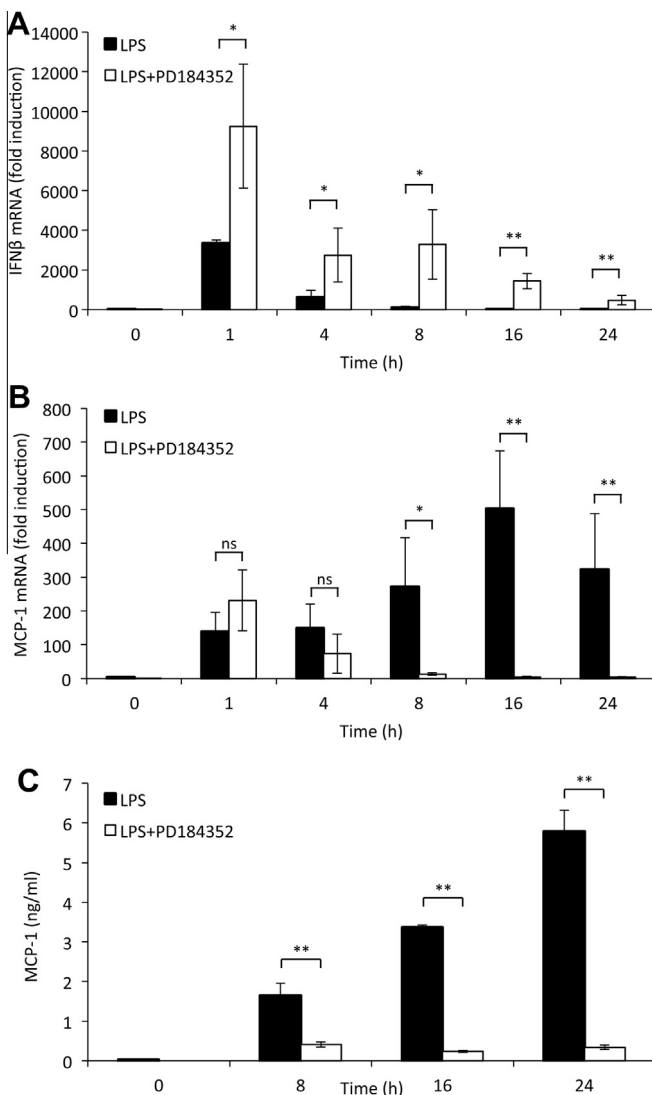 A
IFNβ mRNA (fold induction)
14000
12000
10000
8000
6000
4000
2000
0
LPS
LPS+PD184352
*
*
*
**
**
0 1 4 8 16 24
Time (h)
B
MCP-1 mRNA (fold induction)
800
700
600
500
400
300
200
100
0
LPS
LPS+PD184352
ns
ns
*
**
**
0 1 4 8 16 24
Time (h)
C
MCP-1 (ng/ml)
7
6
5
4
3
2
1
0
LPS
LPS+PD184352
**
**
**
0 8 16 24
Time (h)